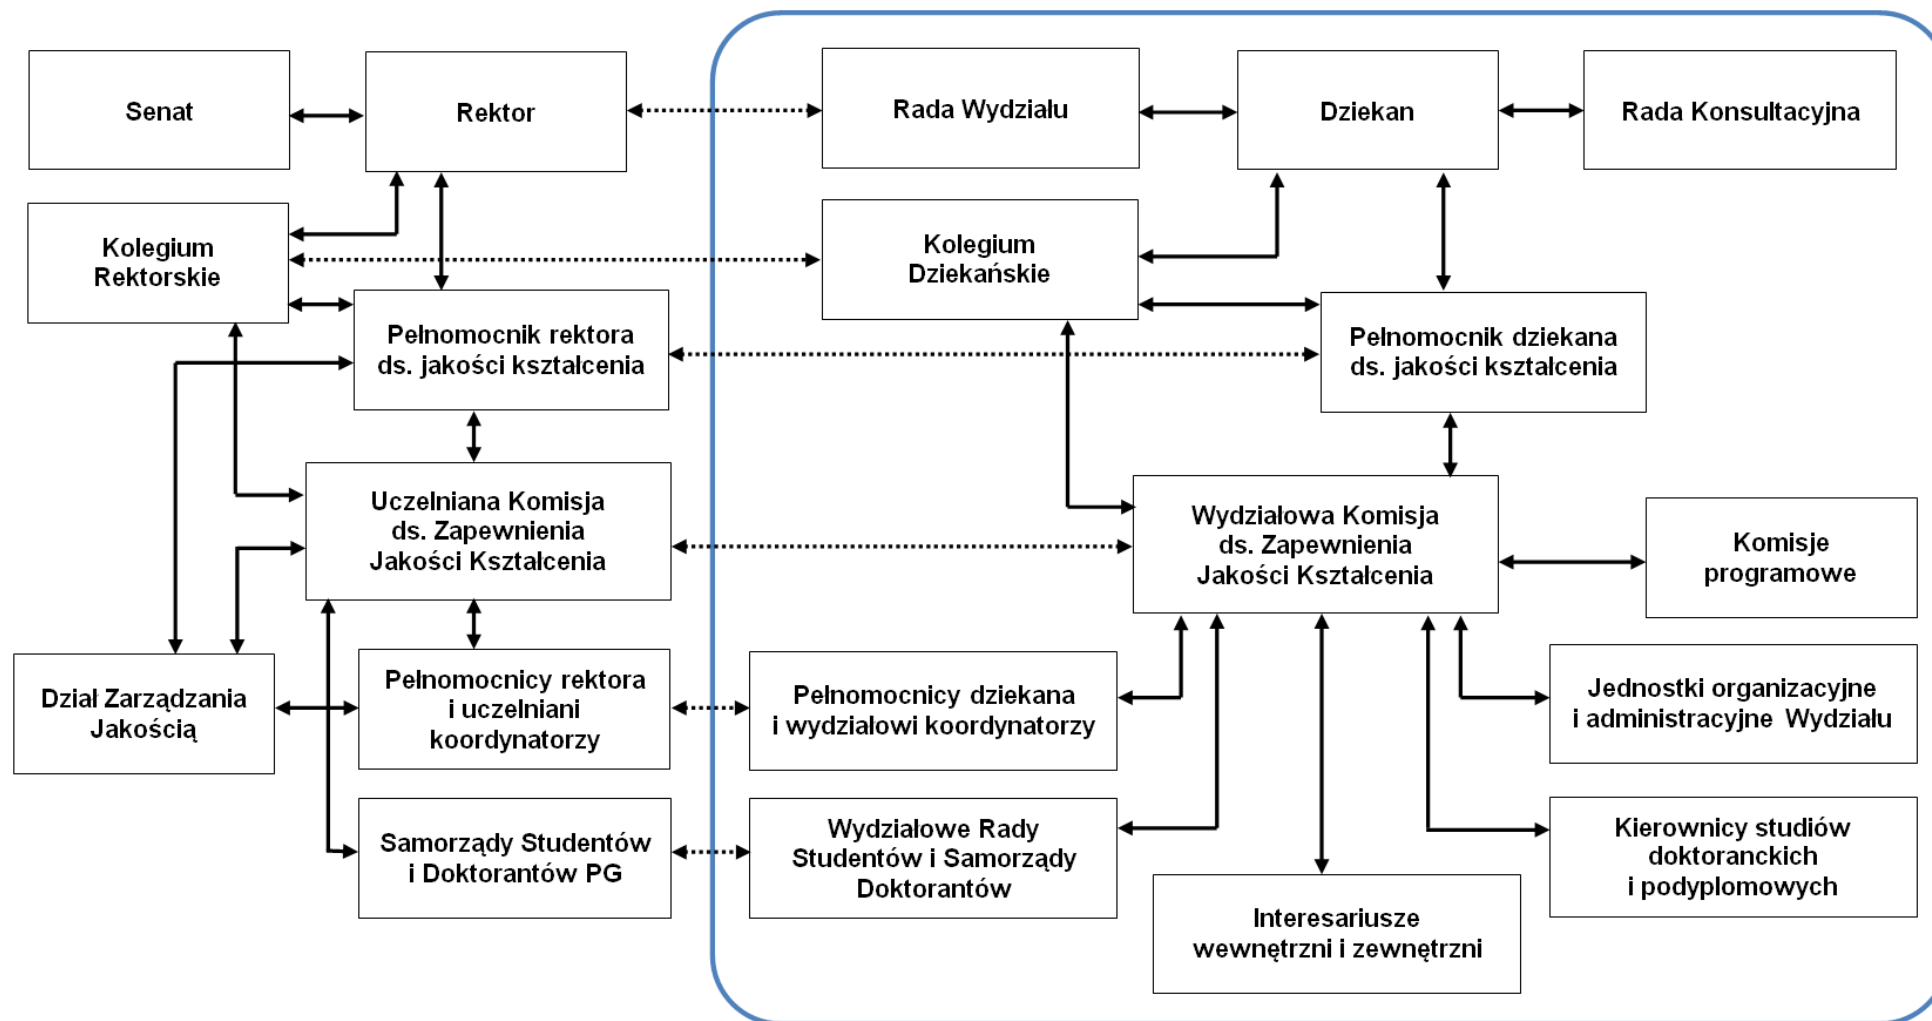 Senat
Rektor
Rada Wydziału
Dziekan
Rada Konsultacyjna
Kolegium
Rektorskie
Kolegium
Dziekańskie
Pełnomocnik rektora
ds. jakości kształcenia
Pełnomocnik dziekana
ds. jakości kształcenia
Uczelniana Komisja
ds. Zapewnienia
Jakości Kształcenia
Wydziałowa Komisja
ds. Zapewnienia
Jakości Kształcenia
Komisje
programowe
Dział Zarządzania
Jakością
Pełnomocnicy rektora
i uczelniani
koordynatorzy
Pełnomocnicy dziekana
i wydziałowi koordynatorzy
Jednostki organizacyjne
i administracyjne Wydziału
Samorządy Studentów
i Doktorantów PG
Wydziałowe Rady
Studentów i Samorządy
Doktorantów
Interesariusze
wewnętrzni i zewnętrzni
Kierownicy studiów
doktoranckich
i podyplomowych